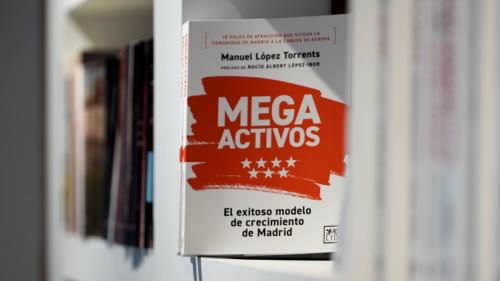 [ 10 POLOS DE ATRACCIÓN QUE SITÚAN LA
COMUNIDAD DE MADRID A LA CABEZA DE EUROPA ]
Manuel López Torrents
PRÓLOGO DE ROCÍO ALBERT LÓPEZ-IBOR
MEGA
ACTIVOS
El exitoso modelo
de crecimiento
de Madrid
LID